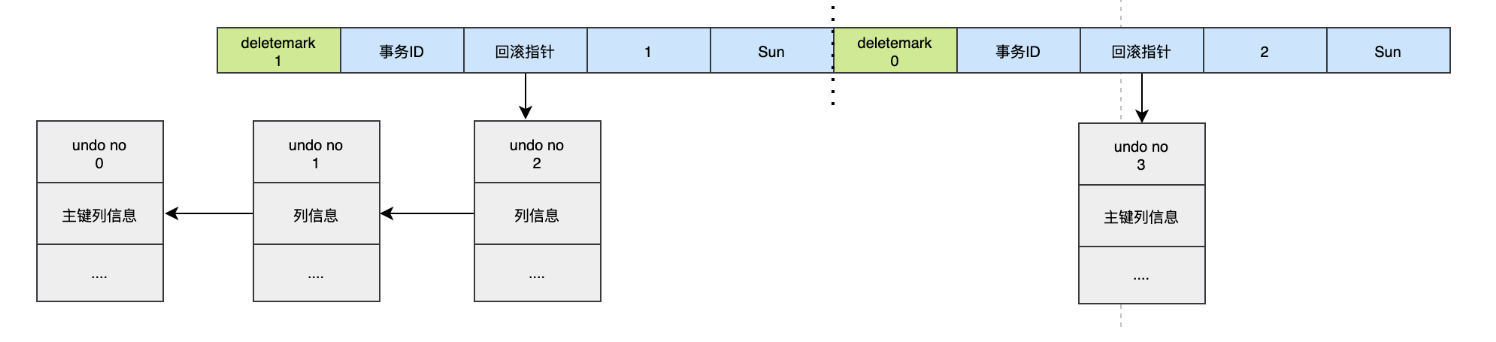 deletemark
1
事务ID
回滚指针
1
Sun
deletemark
0
事务ID
回滚指针
2
Sun
undo no
0
主键列信息
....
undo no
1
列信息
....
undo no
2
列信息
....
undo no
3
主键列信息
....